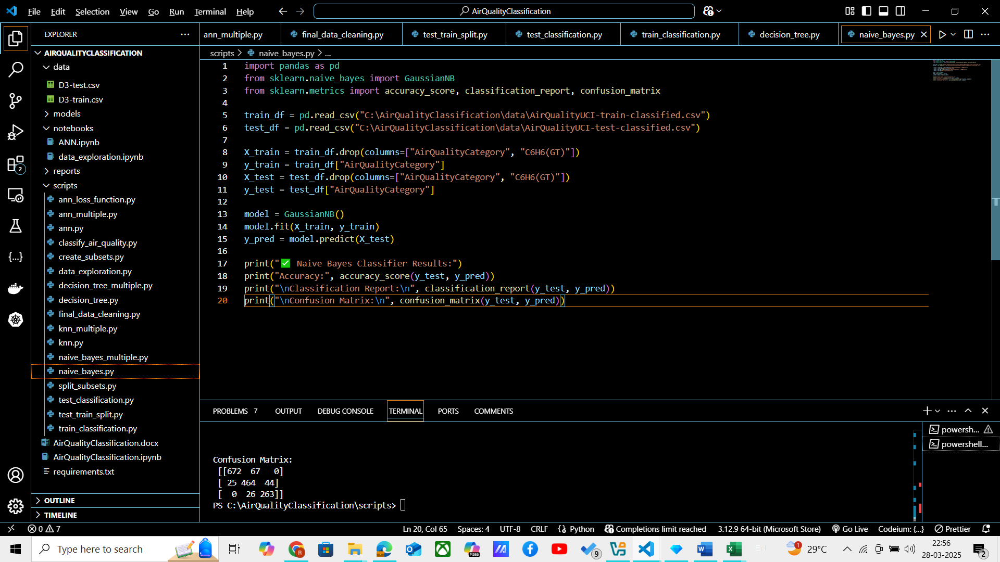 File Edit Selection View Go Run Terminal Help
AirQualityClassification
EXPLORER
ann_multiple.py
final_data_cleaning.py
test_train_split.py
test_classification.py
train_classification.py
decision_tree.py
naive_bayes.py
AIRQUALITYCLASSIFICATION
data
D3-test.csv
D3-train.csv
models
notebooks
ANN.ipynb
data_exploration.ipynb
reports
scripts
ann_loss_function.py
ann_multiple.py
ann.py
classify_air_quality.py
create_subsets.py
data_exploration.py
decision_tree_multiple.py
decision_tree.py
final_data_cleaning.py
knn_multiple.py
knn.py
naive_bayes_multiple.py
naive_bayes.py
split_subsets.py
test_classification.py
test_train_split.py
train_classification.py
AirQualityClassification.docx
AirQualityClassification.ipynb
requirements.txt
OUTLINE
TIMELINE
2
scripts > naive_bayes.py > ...
1 import pandas as pd
2 from sklearn.naive_bayes import GaussianNB
3 from sklearn.metrics import accuracy_score, classification_report, confusion_matrix
4
5 train_df = pd.read_csv("C:\AirQualityClassification\data\AirQualityUCI-train-classified.csv")
6 test_df = pd.read_csv("C:\AirQualityClassification\data\AirQualityUCI-test-classified.csv")
7
8 X_train = train_df.drop(columns=["AirQualityCategory", "C6H6(GT)"])
9 y_train = train_df["AirQualityCategory"]
10 X_test = test_df.drop(columns=["AirQualityCategory", "C6H6(GT)"])
11 y_test = test_df["AirQualityCategory"]
12
13 model = GaussianNB()
14 model.fit(X_train, y_train)
15 y_pred = model.predict(X_test)
16
17 print("✅ Naive Bayes Classifier Results:")
18 print("Accuracy:", accuracy_score(y_test, y_pred))
19 print("\nClassification Report:\n", classification_report(y_test, y_pred))
20 print("\nConfusion Matrix:\n", confusion_matrix(y_test, y_pred))
PROBLEMS 7 OUTPUT DEBUG CONSOLE TERMINAL PORTS COMMENTS
Confusion Matrix:
[[672 67 0]
[ 25 464 44]
[ 0 26 263]]
PS C:\AirQualityClassification\scripts>
powersh...
powershell...
0 7 Ln 20, Col 65 Spaces: 4 UTF-8 CRLF Python Completions limit reached 3.12.9 64-bit (Microsoft Store) Go Live Codeium: {...} Prettier
Type here to search
M365
9
1
29°C
22:56
28-03-2025
2